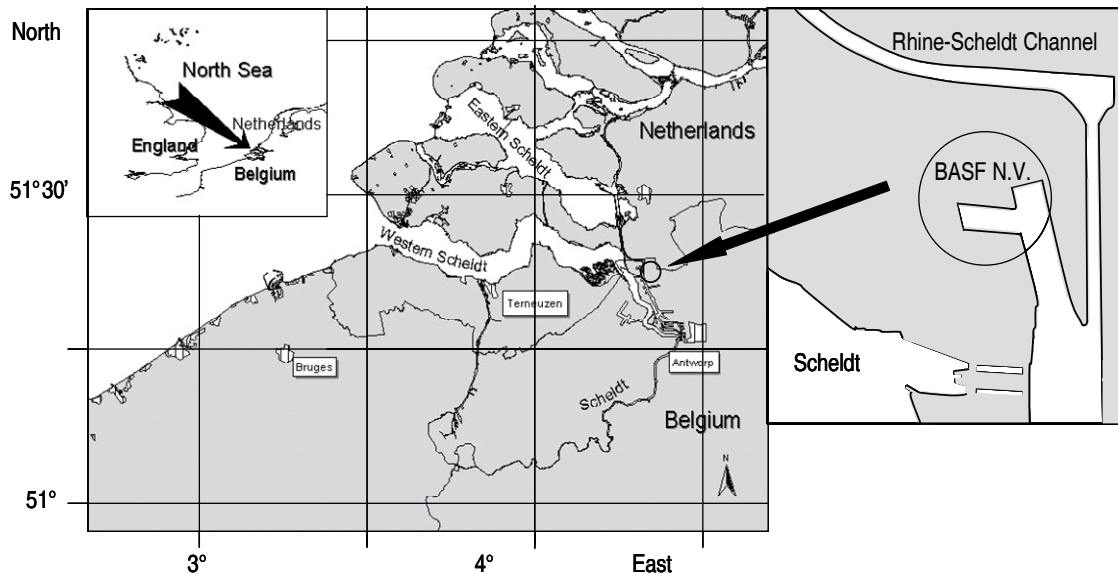 North
North Sea
Netherlands
England
Belgium
51°30'
51°
3°
4°
East
Eastern Scheldt
Western Scheldt
Netherlands
Terneuzen
Bruges
Antwerp
Scheldt
Belgium
N
Rhine-Scheldt Channel
BASF N.V.
Scheldt